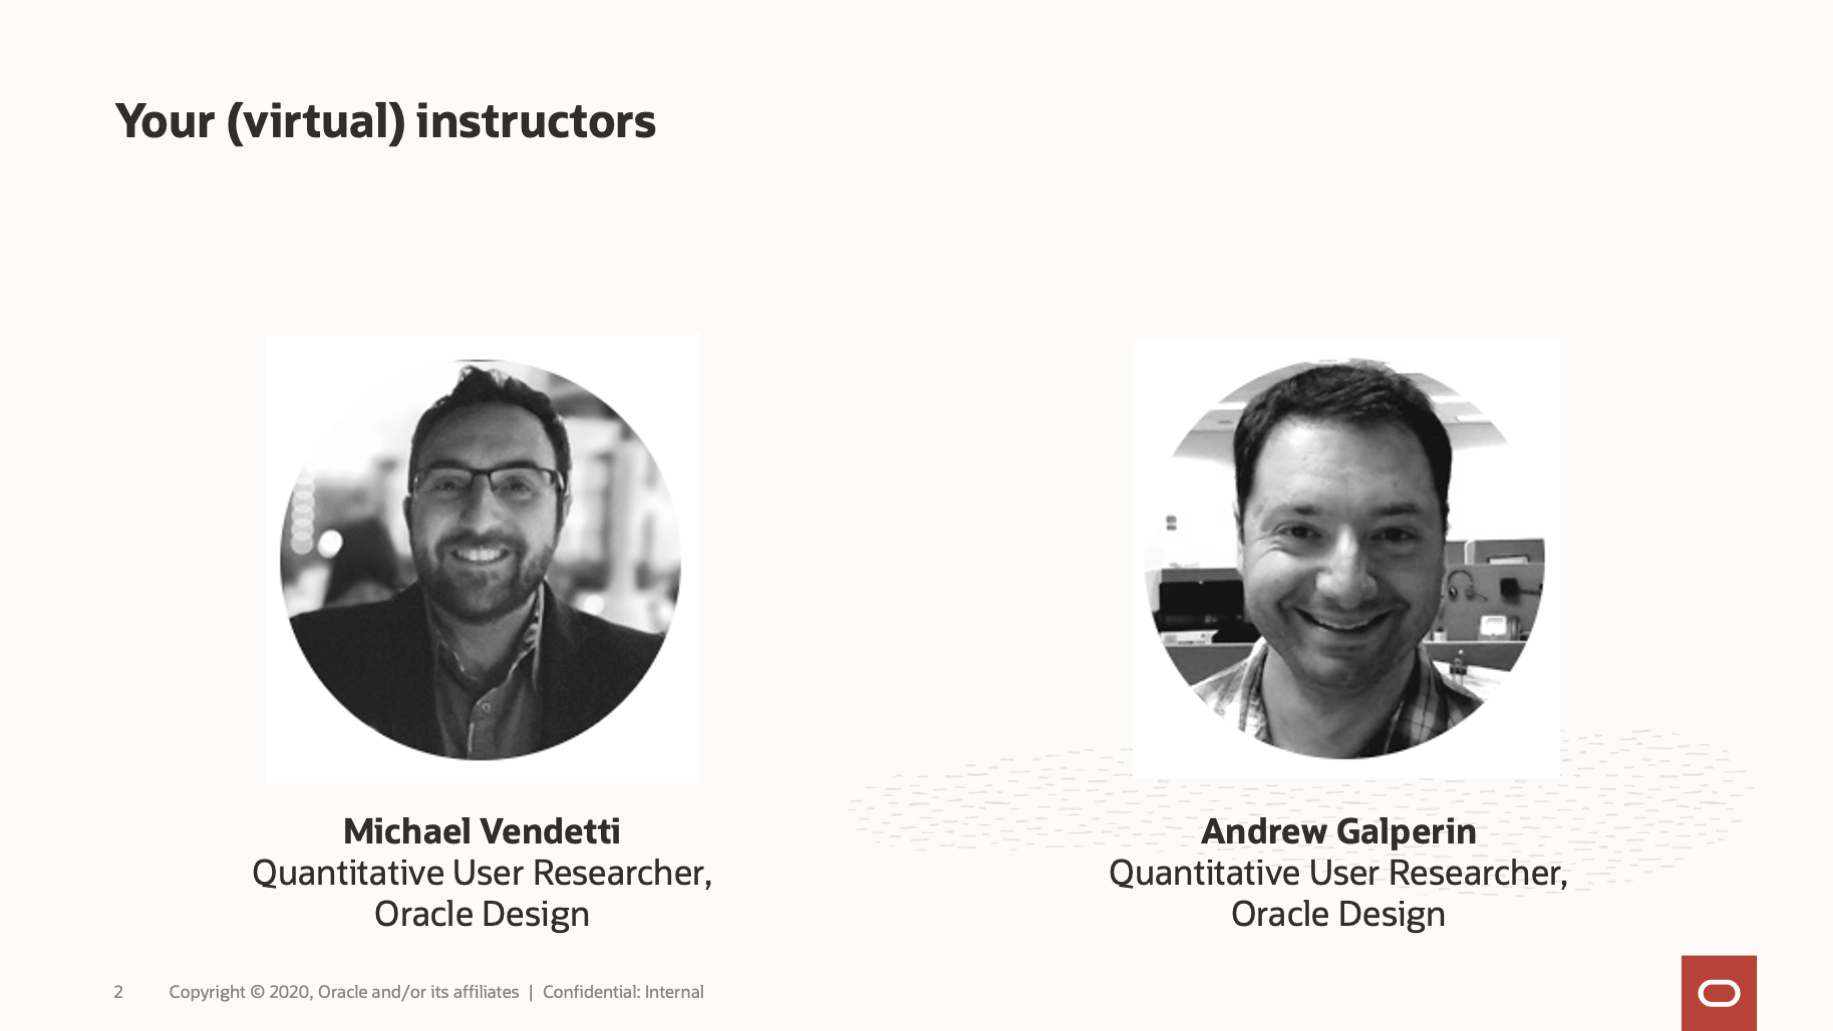 Your (virtual) instructors
Michael Vendetti
Quantitative User Researcher,
Oracle Design
Andrew Galperin
Quantitative User Researcher,
Oracle Design
2 Copyright © 2020, Oracle and/or its affiliates | Confidential: Internal